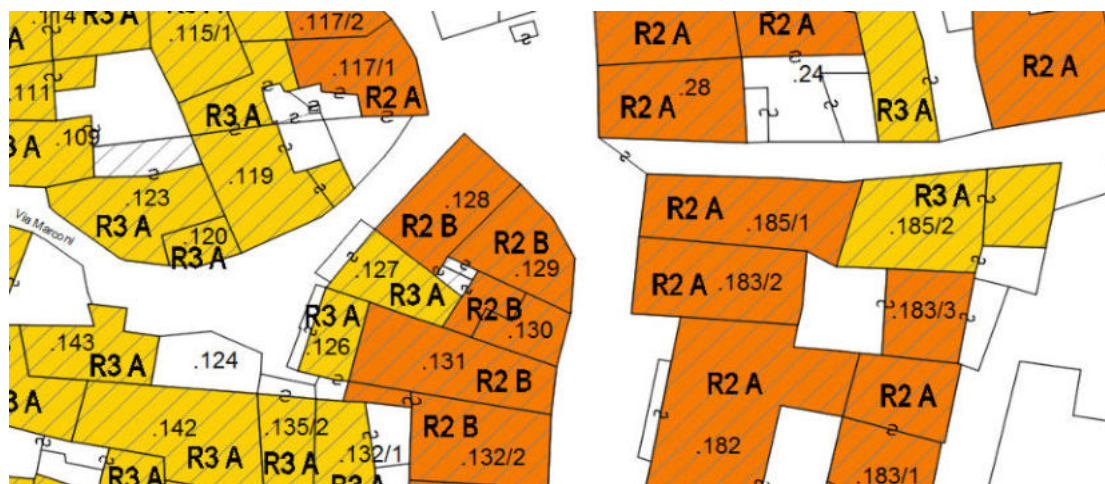 .114
R3 A
.115/1
.117/2
R2 A
R2 A
.24
R2 A
.117/1
R2 A
.28
R2 A
R3 A
.111
R3 A
.109
.119
.123
R3 A
.120
R3 A
Via Marconi
.128
R2 B
R2 B
.129
.127
R3 A
R2 B
.130
R3 A
.126
.131
R2 B
R2 A
.185/1
R3 A
.185/2
R2 A
.183/2
.183/3
.143
R3 A
.124
R2 A
R2 A
.142
R3 A
.135/2
R3 A
.132/1
R2 B
.132/2
.182
.183/1
R3 A
R3 A